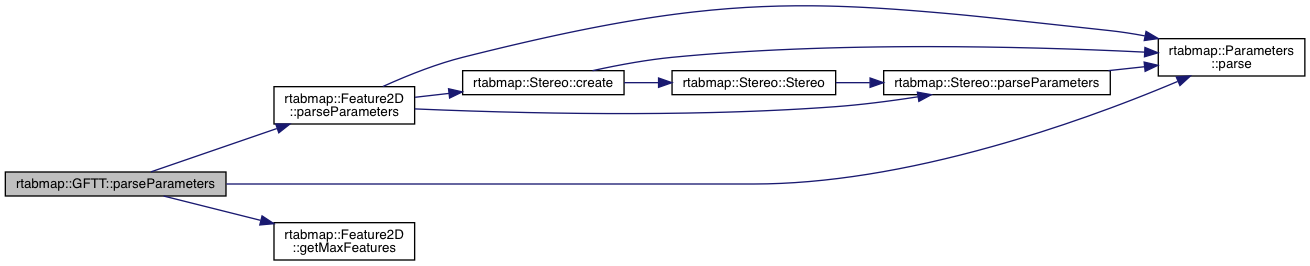 rtabmap::Parameters
::parse
rtabmap::Stereo::create
rtabmap::Stereo::Stereo
rtabmap::Stereo::parseParameters
rtabmap::Feature2D
::parseParameters
rtabmap::GFTT::parseParameters
rtabmap::Feature2D
::getMaxFeatures